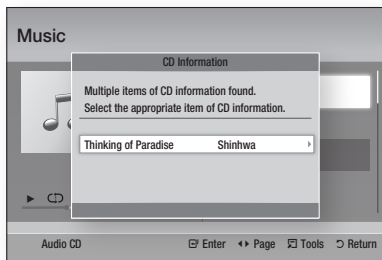 Music
CD Information
Multiple items of CD information found.
Select the appropriate item of CD information.
Thinking of Paradise Shinhwa
Audio CD Enter Page Tools Return